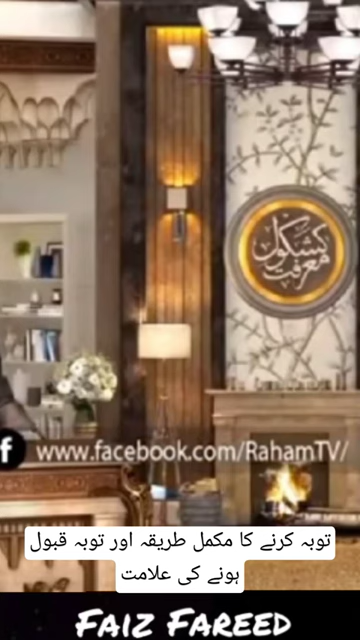 کشکول
معرفت
f www.facebook.com/RahamTV/
توبہ کرنے کا مکمل طریقہ اور توبہ قبول
ہونے کی علامت
FAIZ FAREED